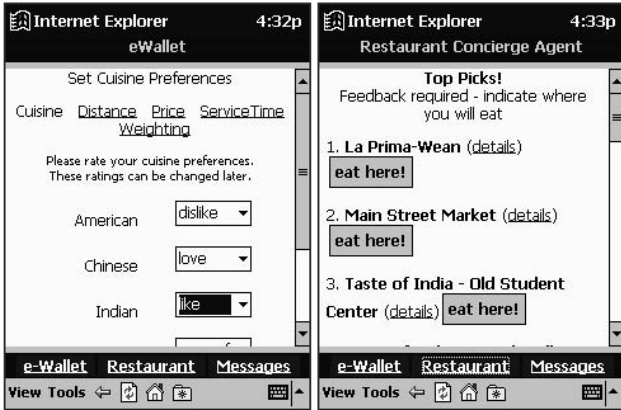 Internet Explorer 4:32p
eWallet
Set Cuisine Preferences
Cuisine Distance Price ServiceTime
Weighting
Please rate your cuisine preferences.
These ratings can be changed later.
American dislike
Chinese love
Indian like
e-Wallet Restaurant Messages
View Tools
Internet Explorer 4:33p
Restaurant Concierge Agent
Top Picks!
Feedback required - indicate where
you will eat
1. La Prima-Wean (details)
eat here!
2. Main Street Market (details)
eat here!
3. Taste of India - Old Student
Center (details) eat here!
e-Wallet Restaurant Messages
View Tools